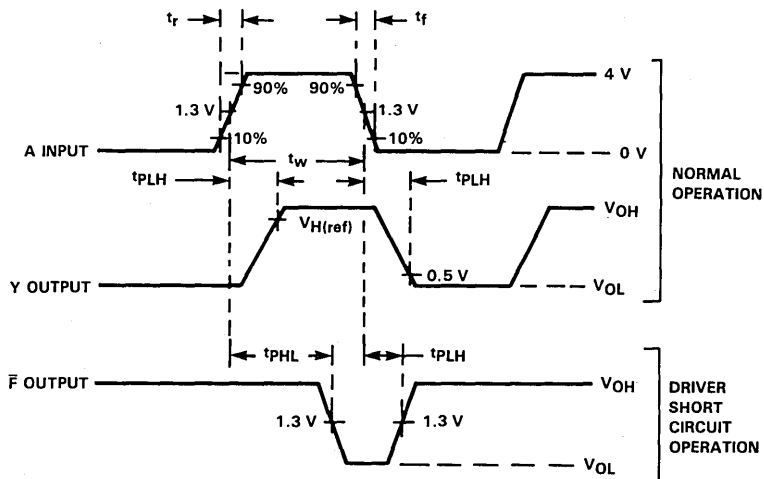 tr
tf
4 V
90%
90%
1.3 V
1.3 V
10%
10%
A INPUT
tw
0 V
tPLH
tPLH
NORMAL
OPERATION
VH(ref)
VOH
0.5 V
Y OUTPUT
VOL
tPHL
tPLH
F̅ OUTPUT
VOH
DRIVER
SHORT
CIRCUIT
OPERATION
1.3 V
1.3 V
VOL